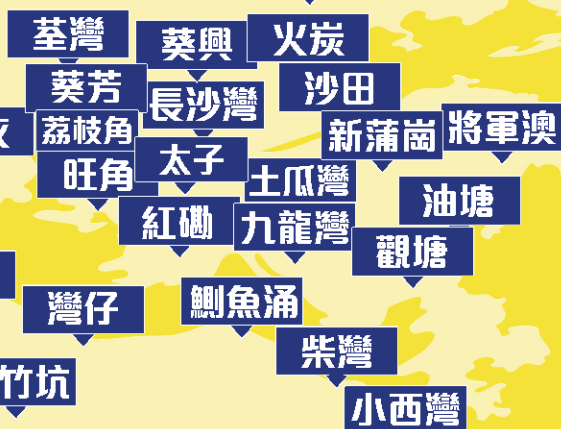 荃灣
葵興
火炭
葵芳
長沙灣
沙田
荔枝角
新蒲崗
將軍澳
旺角
太子
土瓜灣
油塘
紅磡
九龍灣
觀塘
灣仔
鰂魚涌
柴灣
竹坑
小西灣